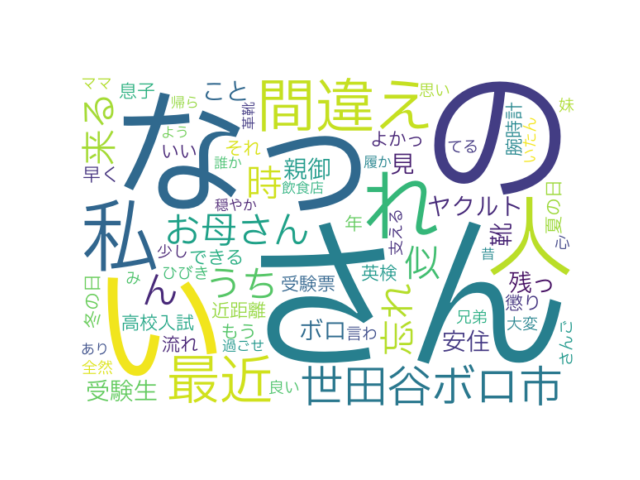 ママ
息子
こと
思い
妹
帰ら
革靴
間違え
腕時計
来る
なっ
の
よう
いい
それ
よかっ
てる
いたん
早く
誰か
親御
履か
見
飲食店
時
れ
人
私
穏やか
ヤクルト
夏の日
お母さん
年
支える
靴
心
少し
できる
昔
冬の日
み
ひびき
うち
受験票
英検
似
残っ
ん
近距離
忘れ
懲り
高校入試
もう
ボロ
言わ
兄弟
大変
あり
流れ
過ごせ
安住
さんこ
全然
い
さん
受験生
最近
良い
世田谷ボロ市